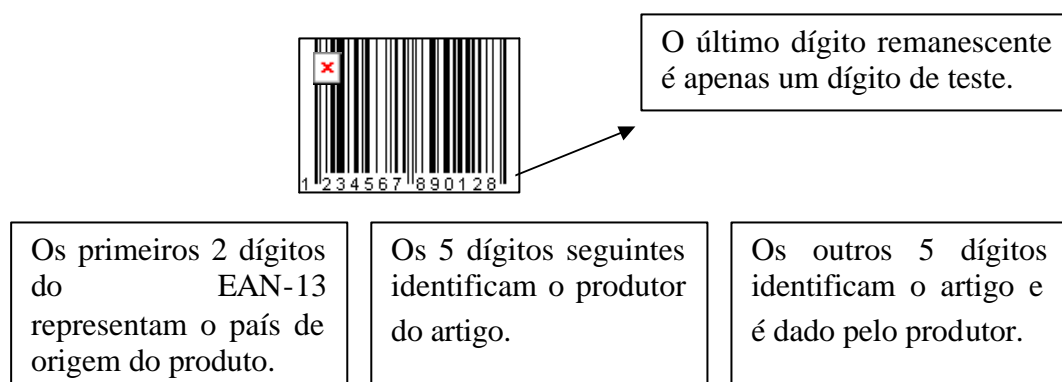 O último dígito remanescente
é apenas um dígito de teste.
1 234567 890128
Os primeiros 2 dígitos
do EAN-13
representam o país de
origem do produto.
Os 5 dígitos seguintes
identificam o produtor
do artigo.
Os outros 5 dígitos
identificam o artigo e
é dado pelo produtor.